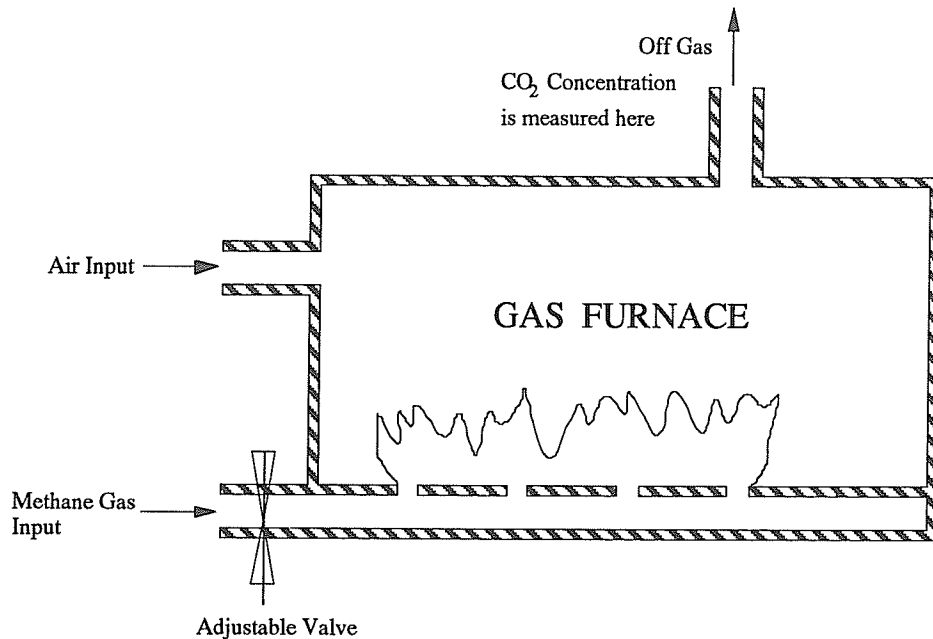 Off Gas
CO2 Concentration
is measured here
Air Input
GAS FURNACE
Methane Gas
Input
Adjustable Valve